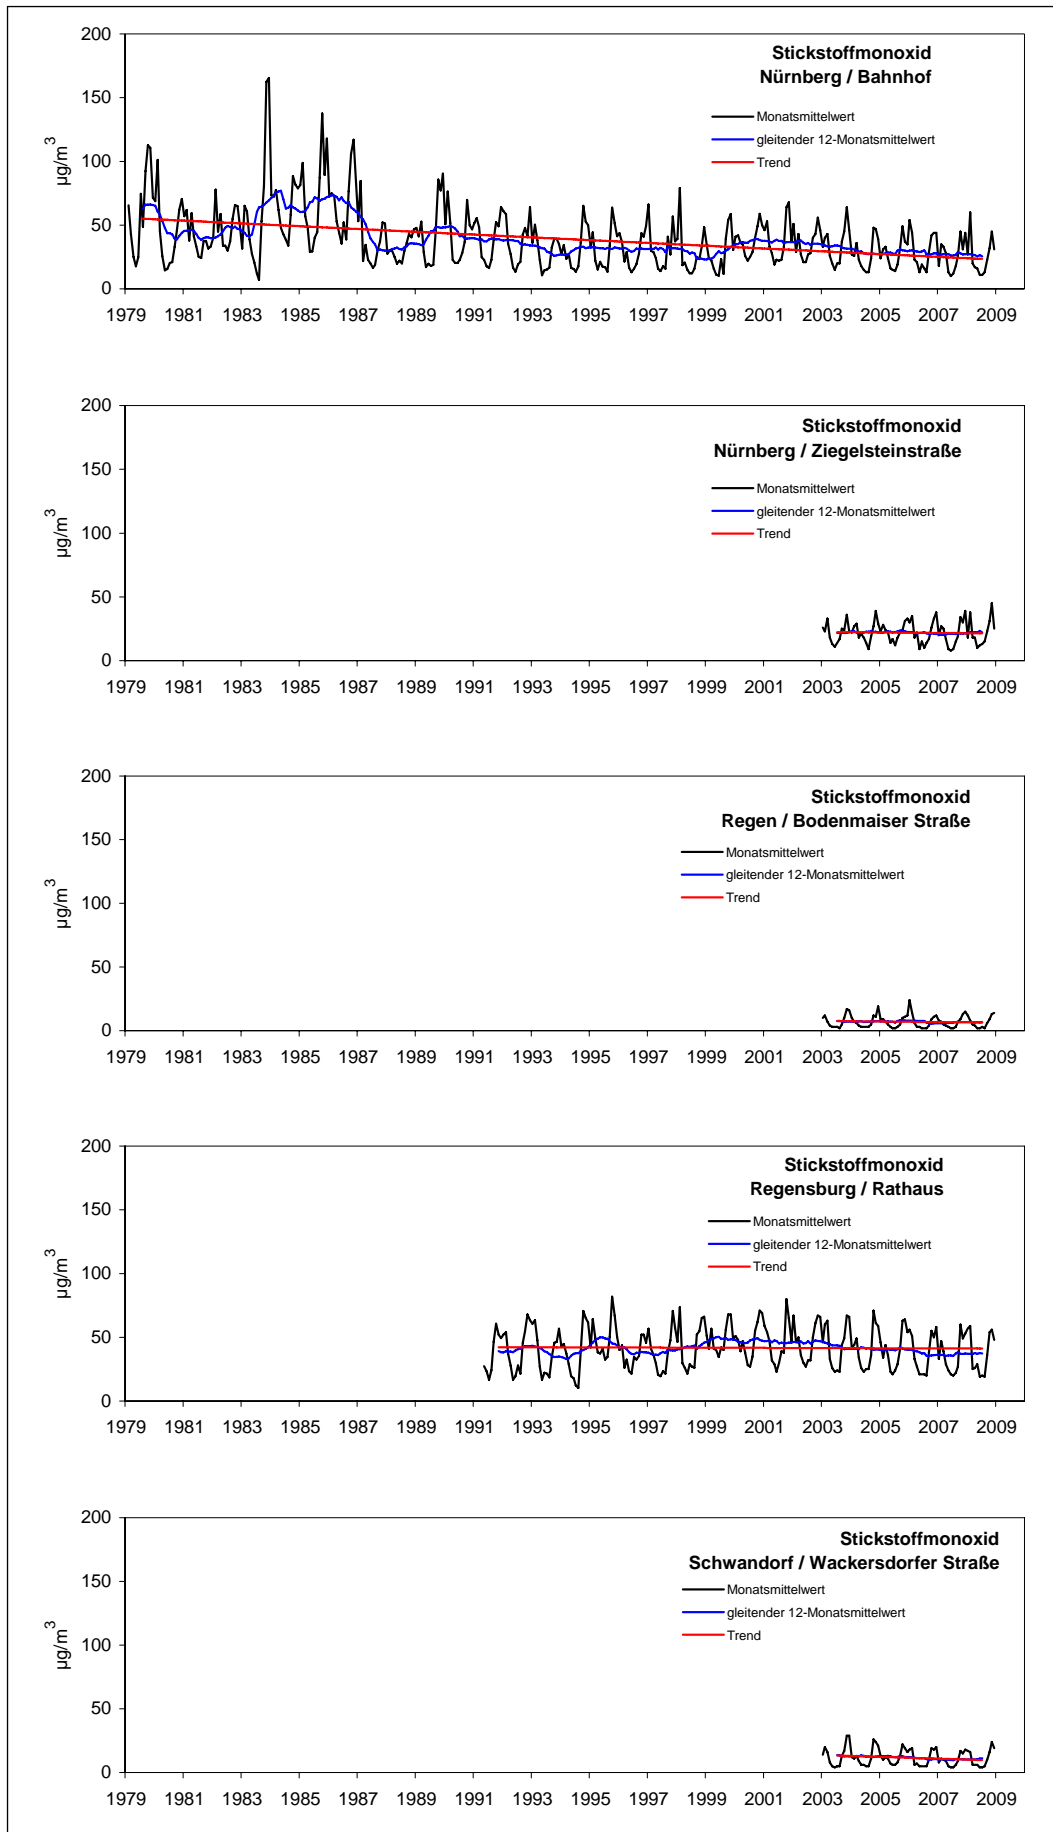 Stickstoffmonoxid
Nürnberg / Bahnhof
Monatsmittelwert
gleitender 12-Monatsmittelwert
Trend
µg/m³
200
150
100
50
0
1979 1981 1983 1985 1987 1989 1991 1993 1995 1997 1999 2001 2003 2005 2007 2009
Stickstoffmonoxid
Nürnberg / Ziegelsteinstraße
Monatsmittelwert
gleitender 12-Monatsmittelwert
Trend
µg/m³
200
150
100
50
0
1979 1981 1983 1985 1987 1989 1991 1993 1995 1997 1999 2001 2003 2005 2007 2009
Stickstoffmonoxid
Regen / Bodenmaiser Straße
Monatsmittelwert
gleitender 12-Monatsmittelwert
Trend
µg/m³
200
150
100
50
0
1979 1981 1983 1985 1987 1989 1991 1993 1995 1997 1999 2001 2003 2005 2007 2009
Stickstoffmonoxid
Regensburg / Rathaus
Monatsmittelwert
gleitender 12-Monatsmittelwert
Trend
µg/m³
200
150
100
50
0
1979 1981 1983 1985 1987 1989 1991 1993 1995 1997 1999 2001 2003 2005 2007 2009
Stickstoffmonoxid
Schwandorf / Wackersdorfer Straße
Monatsmittelwert
gleitender 12-Monatsmittelwert
Trend
µg/m³
200
150
100
50
0
1979 1981 1983 1985 1987 1989 1991 1993 1995 1997 1999 2001 2003 2005 2007 2009